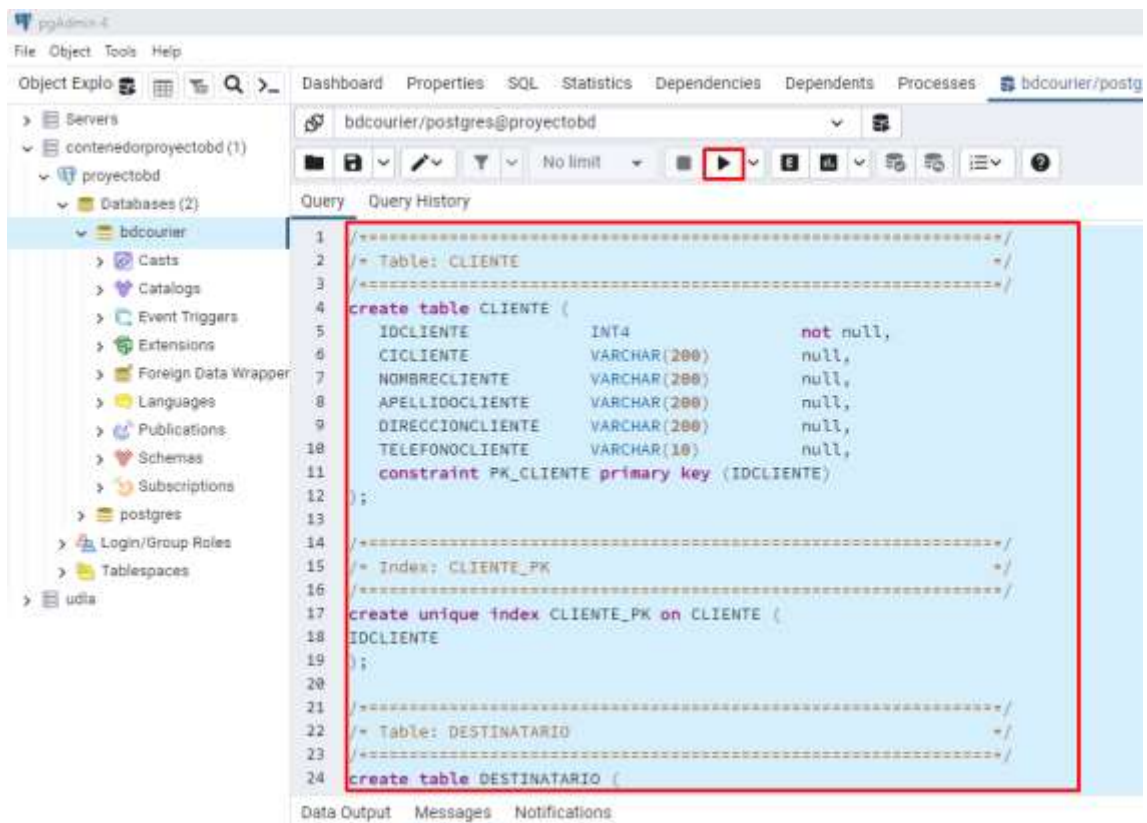 pgAdmin 4
File Object Tools Help
Object Explo
Dashboard Properties SQL Statistics Dependencies Dependents Processes bdcourier/postg
Servers
contenedorproyectobd (1)
proyectobd
Databases (2)
bdcourier
Casts
Catalogs
Event Triggers
Extensions
Foreign Data Wrapper
Languages
Publications
Schemas
Subscriptions
postgres
Login/Group Roles
Tablespaces
udla
bdcourier/postgres@proyectobd
No limit
Query Query History
1 /*==============================================================*/
2 /* Table: CLIENTE */
3 /*==============================================================*/
4 create table CLIENTE (
5 IDCLIENTE INT4 not null,
6 CICLIENTE VARCHAR(200) null,
7 NOMBRECLIENTE VARCHAR(200) null,
8 APELLIDOCLIENTE VARCHAR(200) null,
9 DIRECCIONCLIENTE VARCHAR(200) null,
10 TELEFONOCLIENTE VARCHAR(10) null,
11 constraint PK_CLIENTE primary key (IDCLIENTE)
12 );
13
14 /*==============================================================*/
15 /* Index: CLIENTE_PK */
16 /*==============================================================*/
17 create unique index CLIENTE_PK on CLIENTE (
18 IDCLIENTE
19 );
20
21 /*==============================================================*/
22 /* Table: DESTINATARIO */
23 /*==============================================================*/
24 create table DESTINATARIO (
Data Output Messages Notifications